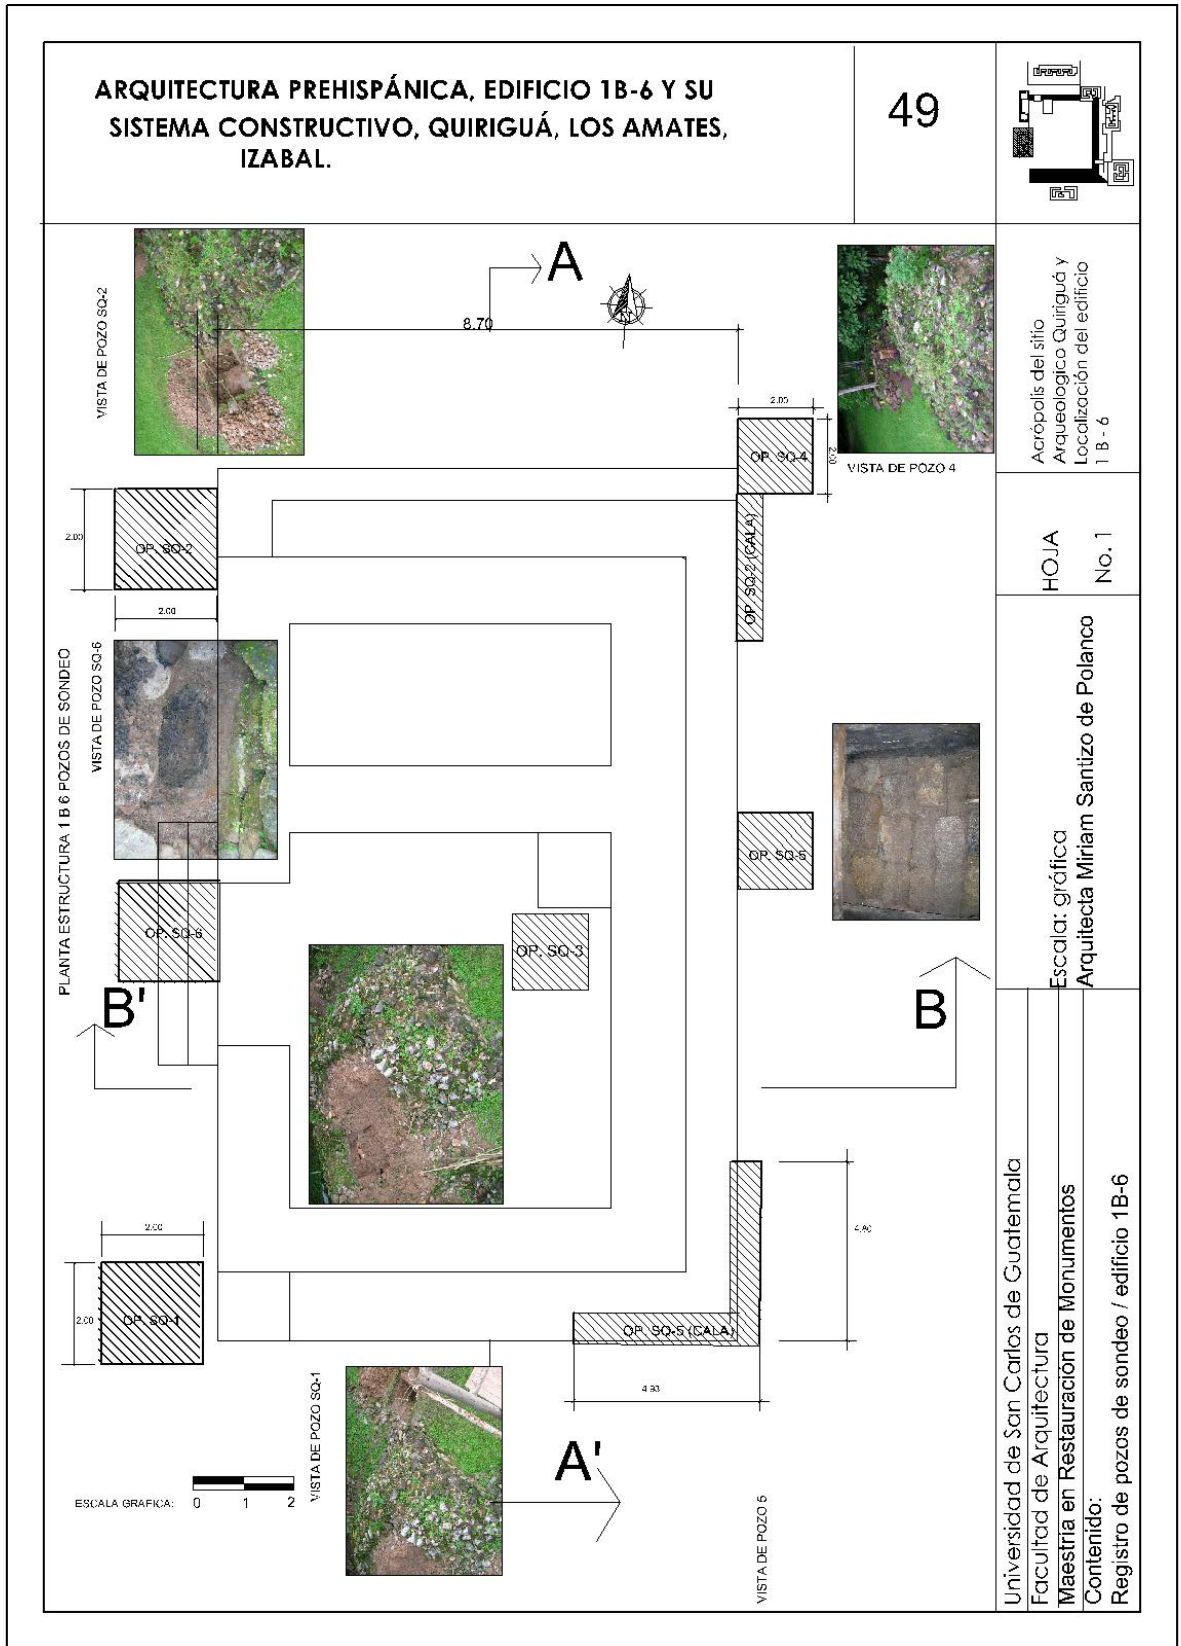 ARQUITECTURA PREHISPÁNICA, EDIFICIO 1B-6 Y SU
SISTEMA CONSTRUCTIVO, QUIRIGUÁ, LOS AMATES,
IZABAL.
49
Acrópolis del sitio
Arqueologico Quiriguá y
Localización del edificio
1 B - 6
HOJA
No. 1
Escala: gráfica
Arquitecta Miriam Santizo de Polanco
Universidad de San Carlos de Guatemala
Facultad de Arquitectura
Maestría en Restauración de Monumentos
Contenido:
Registro de pozos de sondeo / edificio 1B-6
PLANTA ESTRUCTURA 1 B 6 POZOS DE SONDEO
VISTA DE POZO SQ-2
A
8.70
2.00
2.00
OP. SQ-4
VISTA DE POZO 4
2.00
OP. SQ-2
2.00
OP. SQ-2 (CALA)
VISTA DE POZO SQ-6
OP. SQ-5
OP. SQ-6
OP. SQ-3
B'
B
2.00
2.00
OP. SQ-1
4.80
OP. SQ-5 (CALA)
4.93
VISTA DE POZO SQ-1
A'
ESCALA GRAFICA:
0 1 2
VISTA DE POZO 5